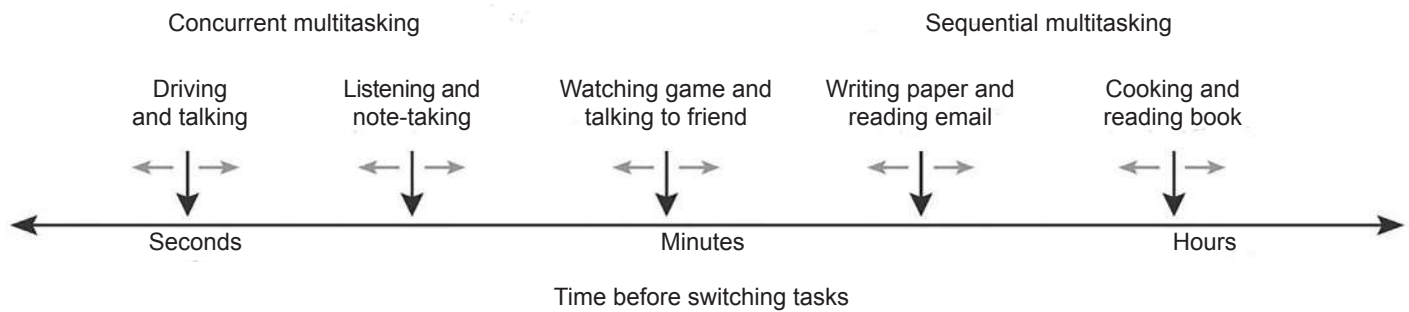 Concurrent multitasking
Sequential multitasking
Driving
and talking
Listening and
note-taking
Watching game and
talking to friend
Writing paper and
reading email
Cooking and
reading book
Seconds
Minutes
Hours
Time before switching tasks